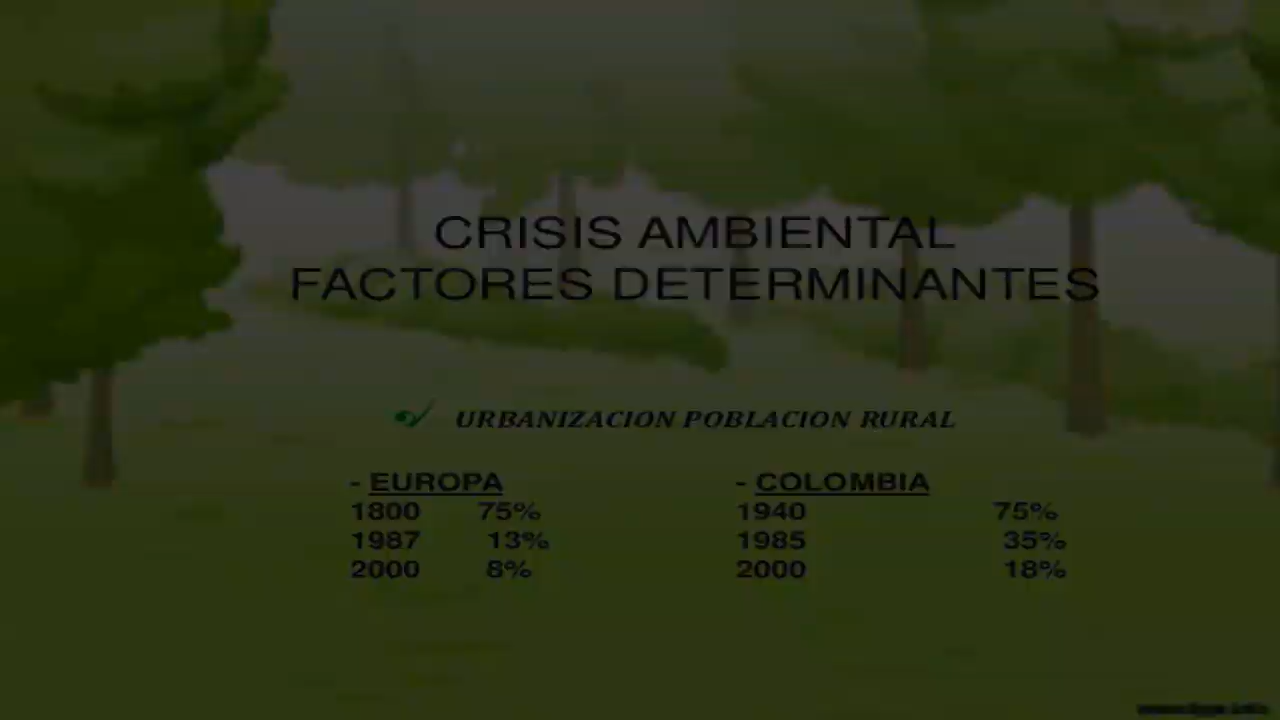 CRISIS AMBIENTAL
FACTORES DETERMINANTES
✓ URBANIZACION POBLACION RURAL
- EUROPA - COLOMBIA
1800 75% 1940 75%
1987 13% 1985 35%
2000 8% 2000 18%